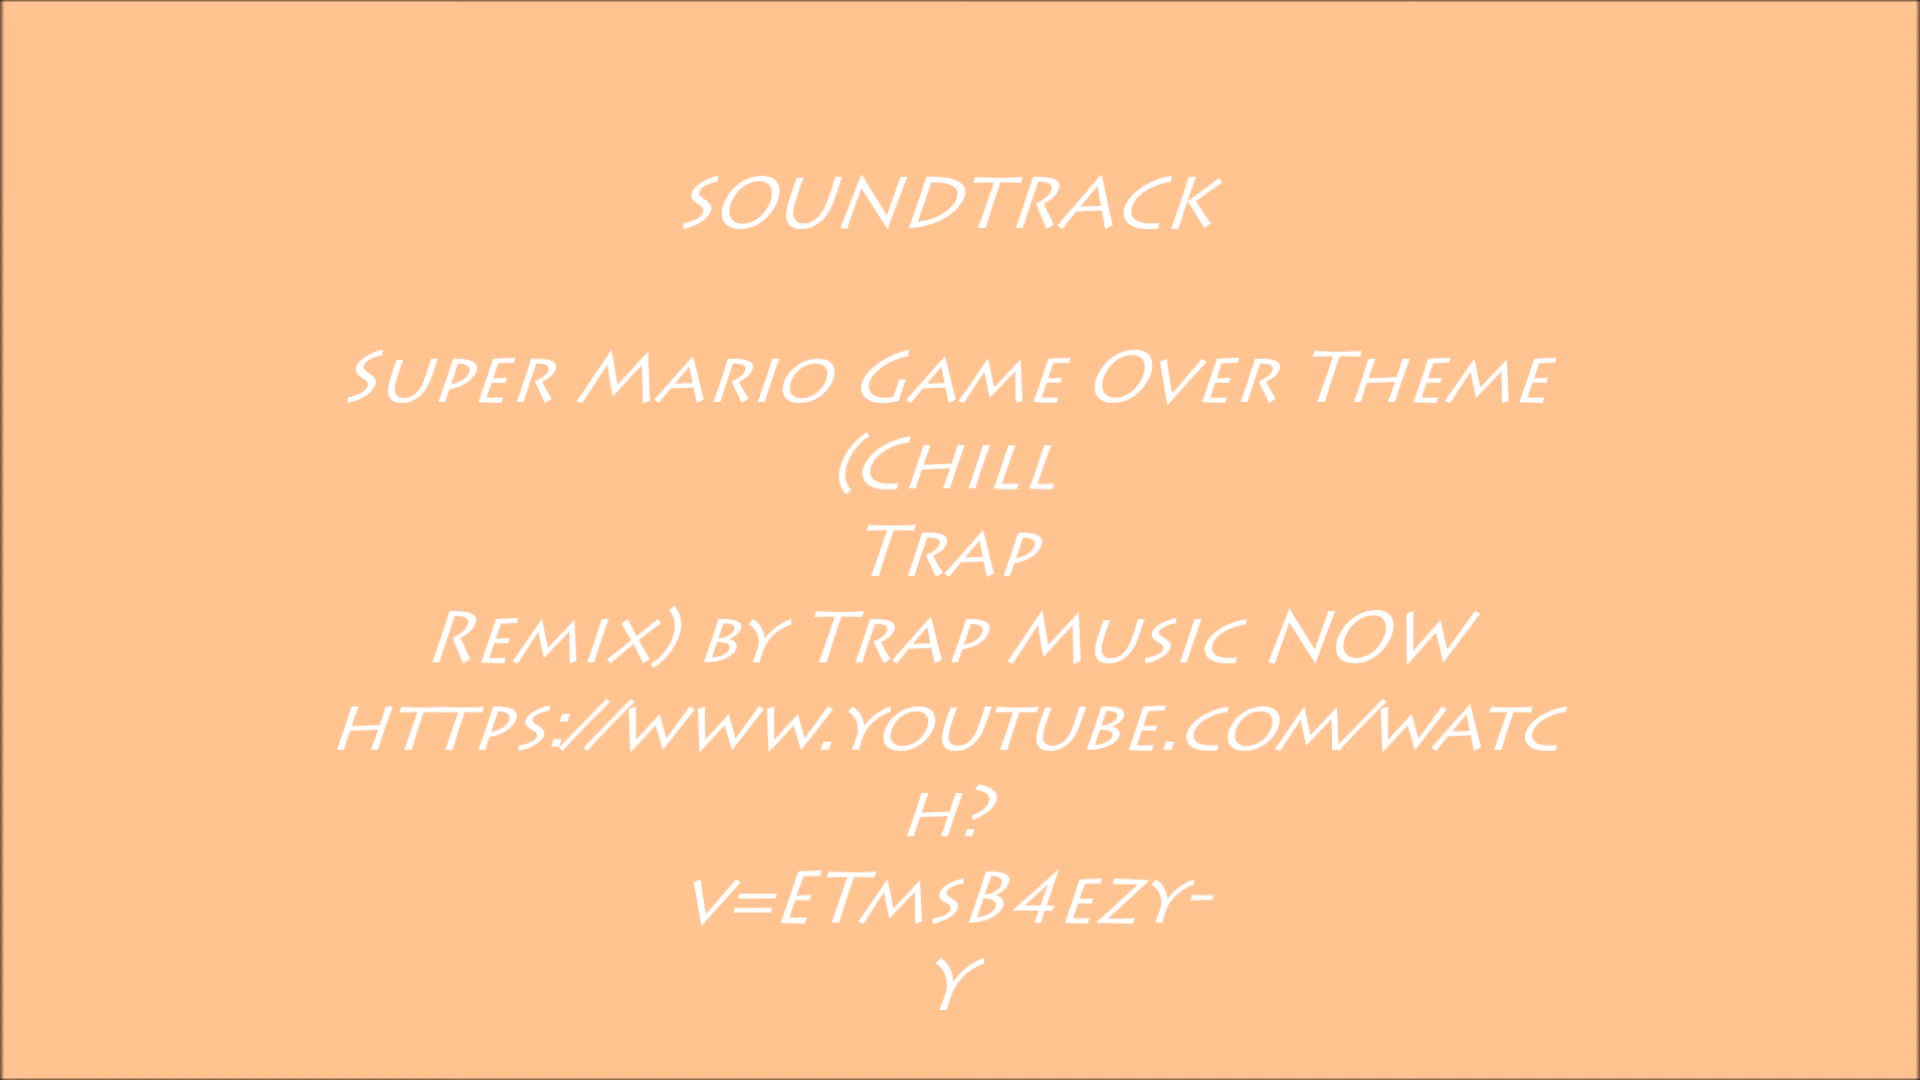 SOUNDTRACK
Super Mario Game Over Theme
(Chill
Trap
Remix) by Trap Music NOW
https://www.youtube.com/watc
h?
v=ETmsB4ezy-
Y